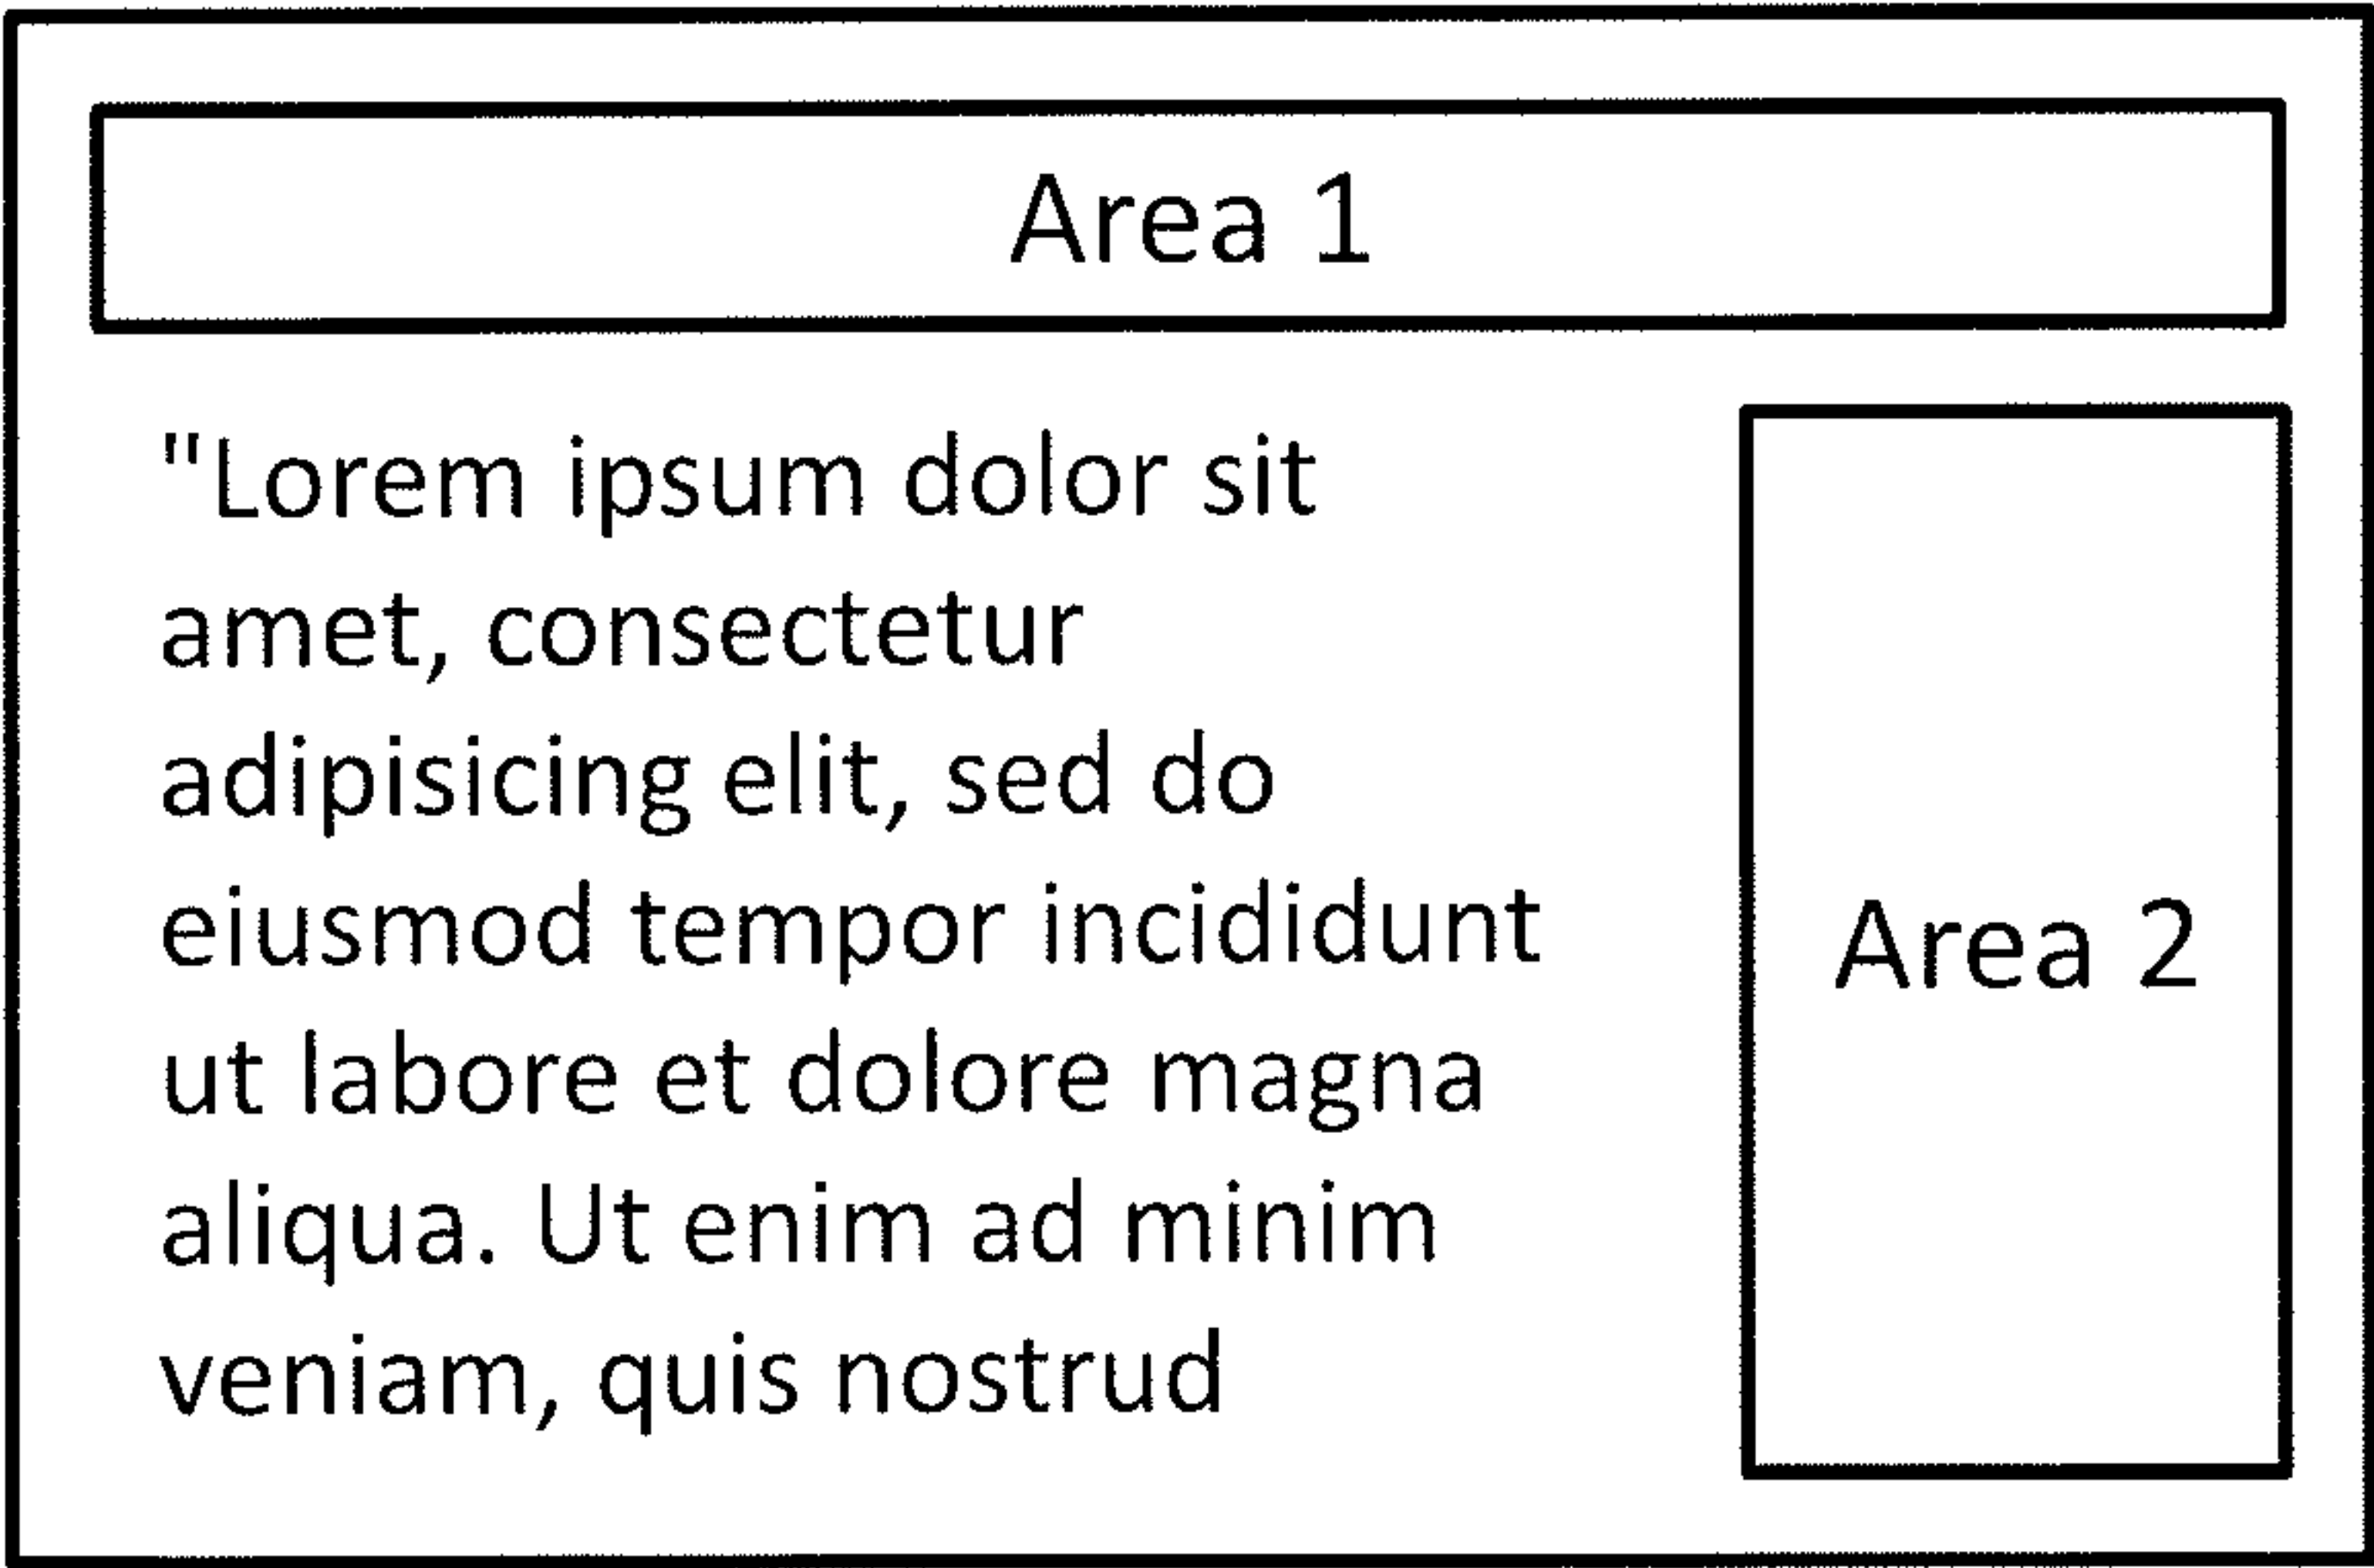 Area 1
"Lorem ipsum dolor sit
amet, consectetur
adipisicing elit, sed do
eiusmod tempor incididunt
ut labore et dolore magna
aliqua. Ut enim ad minim
veniam, quis nostrud
Area 2